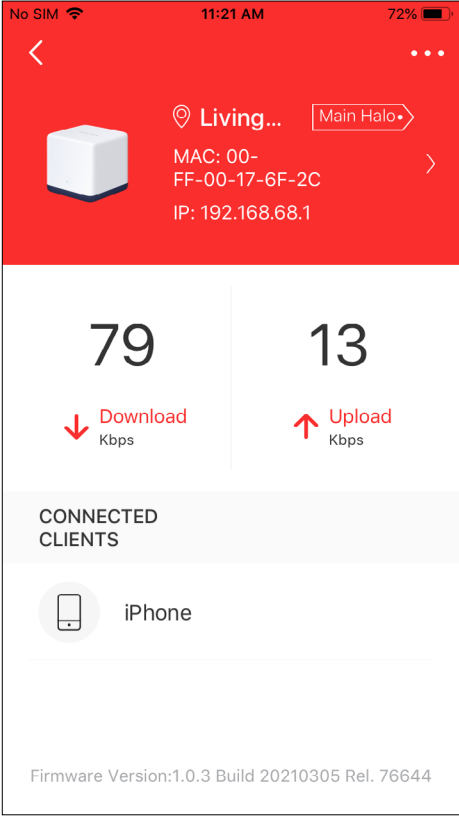 No SIM 11:21 AM 72%
Living... Main Halo
MAC: 00-
FF-00-17-6F-2C
IP: 192.168.68.1
79 13
Download Upload
Kbps Kbps
CONNECTED
CLIENTS
iPhone
Firmware Version:1.0.3 Build 20210305 Rel. 76644